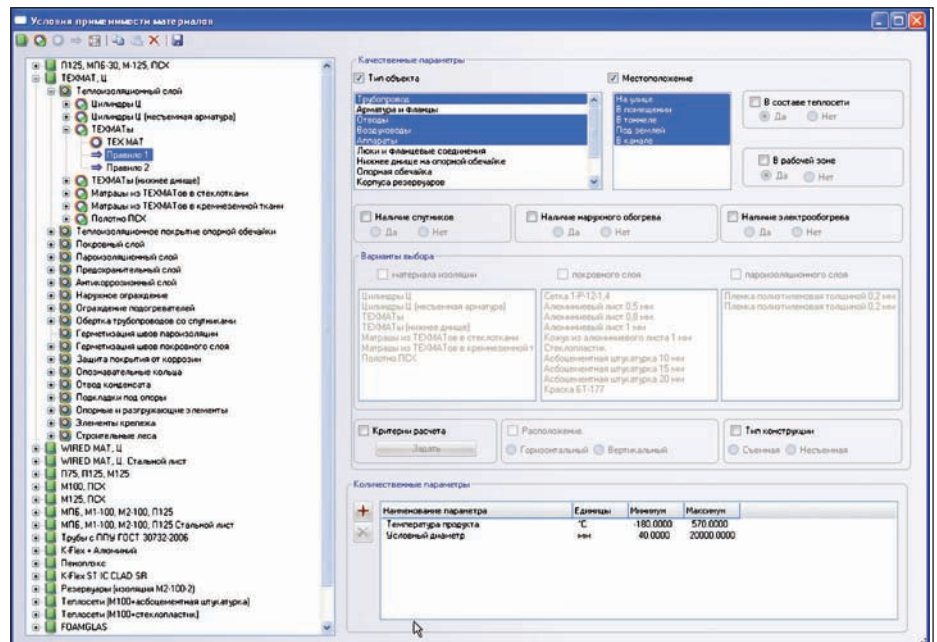 Условия применимости материалов
П125, МПБ-30, М-125, ПСХ
ТЕХМАТ, Ц
Теплоизоляционный слой
Цилиндры Ц
Цилиндры Ц (несъемная арматура)
ТЕХМАТы
ТЕХМАТ
Правило 1
Правило 2
ТЕХМАТы (нижнее днище)
Матрацы из ТЕХМАТов в стеклоткани
Матрацы из ТЕХМАТов в кремнеземной ткани
Полотно ПСХ
Теплоизоляционное покрытие опорной обечайки
Покровный слой
Пароизоляционный слой
Предохранительный слой
Антикоррозионный слой
Наружное ограждение
Ограждение подогревателей
Обертка трубопроводов со спутниками
Герметизация швов пароизоляции
Герметизация швов покровного слоя
Защита покрытия от коррозии
Опознавательные кольца
Отвод конденсата
Подкладки под опоры
Опорные и разгружающие элементы
Элементы крепежа
Строительные леса
WIRED MAT, Ц
WIRED MAT, Ц. Стальной лист
П75, П125, М125
М100, ПСХ
М125, ПСХ
МПБ, М1-100, М2-100, П125
МПБ, М1-100, М2-100, П125 Стальной лист
Трубы с ППУ ГОСТ 30732-2006
K-Flex + Алюминий
Пеноплэкс
K-Flex ST IC CLAD SR
Резервуары (изоляция М2-100-2)
Теплосети (М100+асбоцементная штукатурка)
Теплосети (М100+стеклопластик)
FOAMGLAS
Качественные параметры
Тип объекта
Трубопровод
Арматура и фланцы
Отводы
Воздуховоды
Аппараты
Люки и фланцевые соединения
Нижнее днище на опорной обечайке
Опорная обечайка
Корпуса резервуаров
Местоположение
На улице
В помещении
В тоннеле
Под землей
В канале
В составе теплосети
Да Нет
В рабочей зоне
Да Нет
Наличие спутников
Да Нет
Наличие наружного обогрева
Да Нет
Наличие электрообогрева
Да Нет
Варианты выбора
материала изоляции
Цилиндры Ц
Цилиндры Ц (несъемная арматура)
ТЕХМАТы
ТЕХМАТы (нижнее днище)
Матрацы из ТЕХМАТов в стеклоткани
Матрацы из ТЕХМАТов в кремнеземной т
Полотно ПСХ
покровного слоя
Сетка 1-Р-12-1,4
Алюминиевый лист 0,5 мм
Алюминиевый лист 0,8 мм
Алюминиевый лист 1 мм
Кожух из алюминиевого листа 1 мм
Стеклопластик.
Асбоцементная штукатурка 10 мм
Асбоцементная штукатурка 15 мм
Асбоцементная штукатурка 20 мм
Краска БТ-177
пароизоляционного слоя
Пленка полиэтиленовая толщиной 0,2 мм
Пленка полиэтиленовая толщиной 0,2 мм
Критерии расчета
Задать
Расположение
Горизонтальный Вертикальный
Тип конструкции
Съемная Несъемная
Количественные параметры
Наименование параметра Единицы Минимум Максимум
Температура продукта °C -180.0000 570.0000
Условный диаметр мм 40.0000 20000.0000